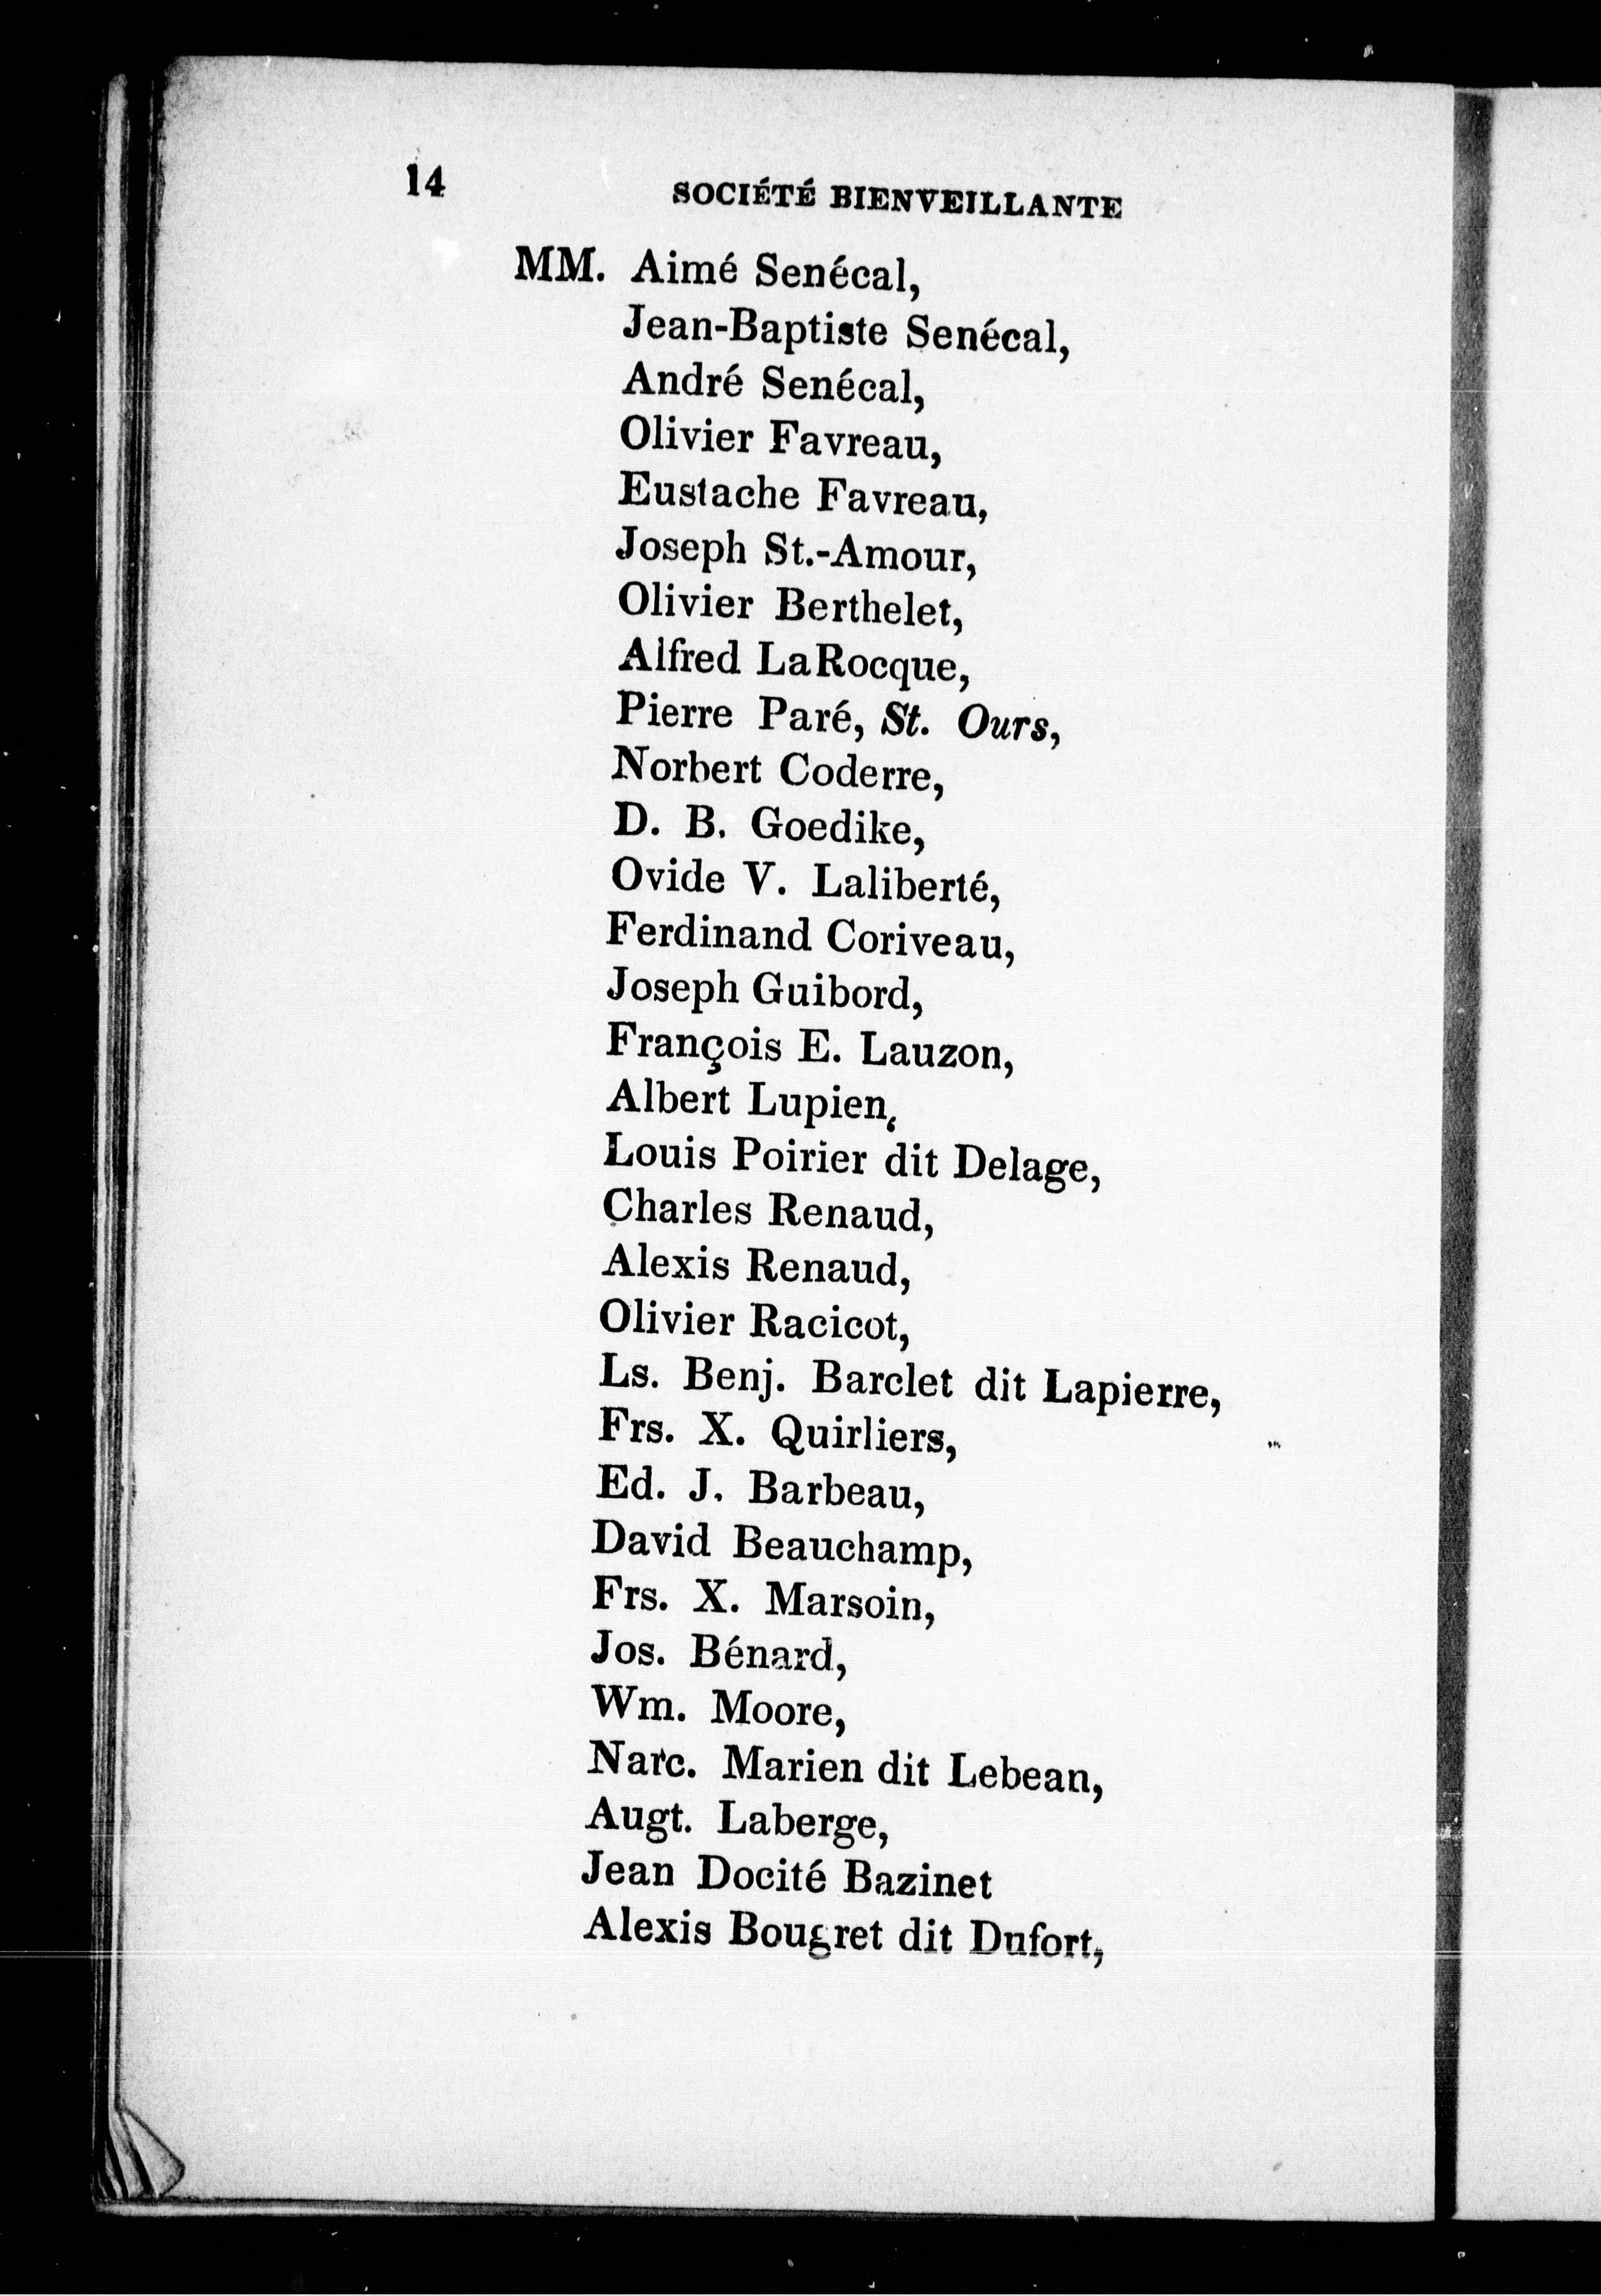 14
SOCIÉTÉ BIENVEILLANTE
MM. Aimé Senécal,
Jean-Baptiste Senécal,
André Senécal,
Olivier Favreau,
Eustache Favreau,
Joseph St.-Amour,
Olivier Berthelet,
Alfred LaRocque,
Pierre Paré, St. Ours,
Norbert Coderre,
D. B. Goedike,
Ovide V. Laliberté,
Ferdinand Coriveau,
Joseph Guibord,
François E. Lauzon,
Albert Lupien,
Louis Poirier dit Delage,
Charles Renaud,
Alexis Renaud,
Olivier Racicot,
Ls. Benj. Barclet dit Lapierre,
Frs. X. Quirliers,
Ed. J. Barbeau,
David Beauchamp,
Frs. X. Marsoin,
Jos. Bénard,
Wm. Moore,
Narc. Marien dit Lebean,
Augt. Laberge,
Jean Docité Bazinet
Alexis Bougret dit Dufort,